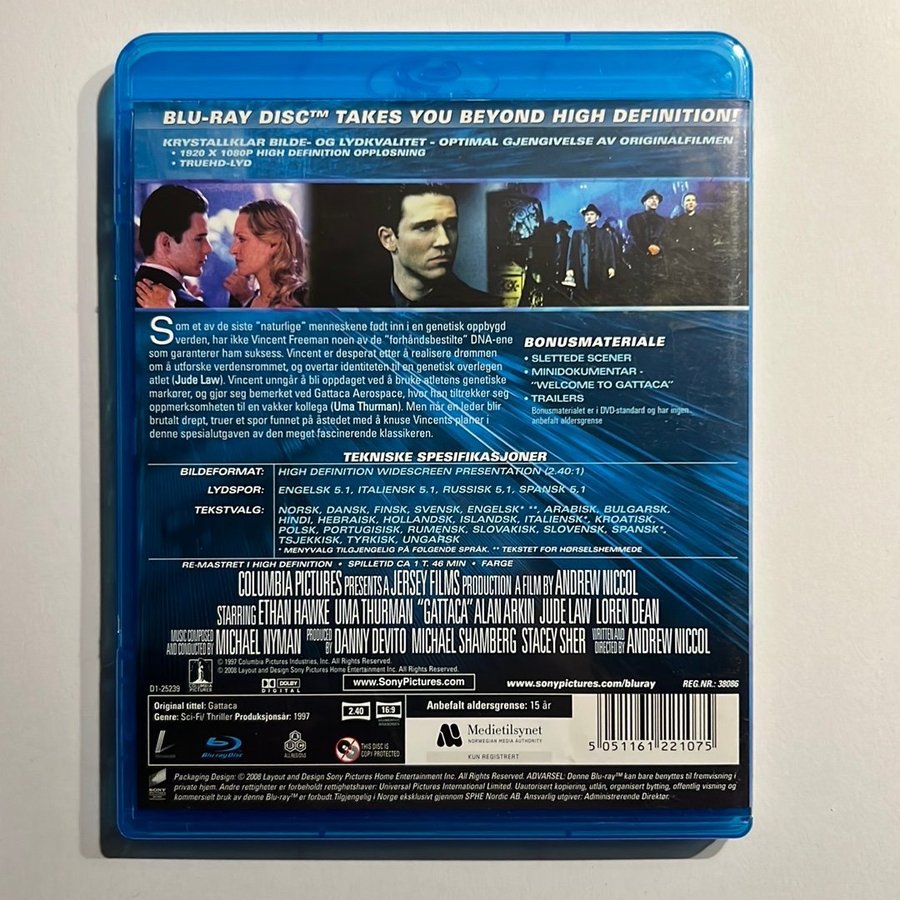 BLU-RAY DISC™ TAKES YOU BEYOND HIGH DEFINITION!
KRYSTALLKLAR BILDE- OG LYDKVALITET - OPTIMAL GJENGIVELSE AV ORIGINALFILMEN
• 1920 X 1080P HIGH DEFINITION OPPLØSNING
• TRUEHD-LYD
Som et av de siste "naturlige" menneskene født inn i en genetisk oppbygd
verden, har ikke Vincent Freeman noen av de "forhåndsbestilte" DNA-ene
som garanterer ham suksess. Vincent er desperat etter å realisere drømmen
om å utforske verdensrommet, og overtar identiteten til en genetisk overlegen
atlet (Jude Law). Vincent unngår å bli oppdaget ved å bruke atletens genetiske
markører, og gjør seg bemerket ved Gattaca Aerospace, hvor han tiltrekker seg
oppmerksomheten til en vakker kollega (Uma Thurman). Men når en leder blir
brutalt drept, truer et spor funnet på åstedet med å knuse Vincents planer i
denne spesialutgaven av den meget fascinerende klassikeren.
BONUSMATERIALE
• SLETTEDE SCENER
• MINIDOKUMENTAR -
"WELCOME TO GATTACA"
• TRAILERS
Bonusmaterialet er i DVD-standard og har ingen
anbefalt aldersgrense
TEKNISKE SPESIFIKASJONER
BILDEFORMAT: HIGH DEFINITION WIDESCREEN PRESENTATION (2.40:1)
LYDSPOR: ENGELSK 5.1, ITALIENSK 5.1, RUSSISK 5,1, SPANSK 5,1
TEKSTVALG: NORSK, DANSK, FINSK, SVENSK, ENGELSK* **, ARABISK, BULGARSK,
HINDI, HEBRAISK, HOLLANDSK, ISLANDSK, ITALIENSK*, KROATISK,
POLSK, PORTUGISISK, RUMENSK, SLOVAKISK, SLOVENSK, SPANSK*,
TSJEKKISK, TYRKISK, UNGARSK
* MENYVALG TILGJENGELIG PÅ FØLGENDE SPRÅK. ** TEKSTET FOR HØRSELSHEMMEDE
RE-MASTRET I HIGH DEFINITION • SPILLETID CA 1 T. 46 MIN • FARGE
COLUMBIA PICTURES PRESENTS A JERSEY FILMS PRODUCTION A FILM BY ANDREW NICCOL
STARRING ETHAN HAWKE UMA THURMAN "GATTACA" ALAN ARKIN JUDE LAW LOREN DEAN
MUSIC COMPOSED AND CONDUCTED BY MICHAEL NYMAN PRODUCED BY DANNY DEVITO MICHAEL SHAMBERG STACEY SHER WRITTEN AND DIRECTED BY ANDREW NICCOL
© 1997 Columbia Pictures Industries, Inc. All Rights Reserved.
© 2008 Layout and Design Sony Pictures Home Entertainment Inc. All Rights Reserved.
COLUMBIA PICTURES
DOLBY DIGITAL
www.SonyPictures.com
www.sonypictures.com/bluray
REG.NR.: 38086
D1-25239
Original tittel: Gattaca
Genre: Sci-Fi/ Thriller Produksjonsår: 1997
2.40
16:9
Anbefalt aldersgrense: 15 år
Medietilsynet
NORWEGIAN MEDIA AUTHORITY
KUN REGISTRERT
Blu-ray Disc
ABC
ALL REGIONS
THIS DISC IS
COPY PROTECTED
5 051161 221075
SONY PICTURES
Packaging Design: © 2008 Layout and Design Sony Pictures Home Entertainment Inc. All Rights Reserved. ADVARSEL: Denne Blu-ray™ kan bare benyttes til fremvisning i
private hjem. Andre rettigheter er forbeholdt rettighetshaver: Universal Pictures International Limited. Uautorisert kopiering, utlån, organisert bytting, offentlig visning og
kommersielt bruk av denne Blu-ray™ er forbudt.Tilgjengelig i Norge eksklusivt gjennom SPHE Nordic AB. Ansvarlig utgiver: Administrerende Direktør.